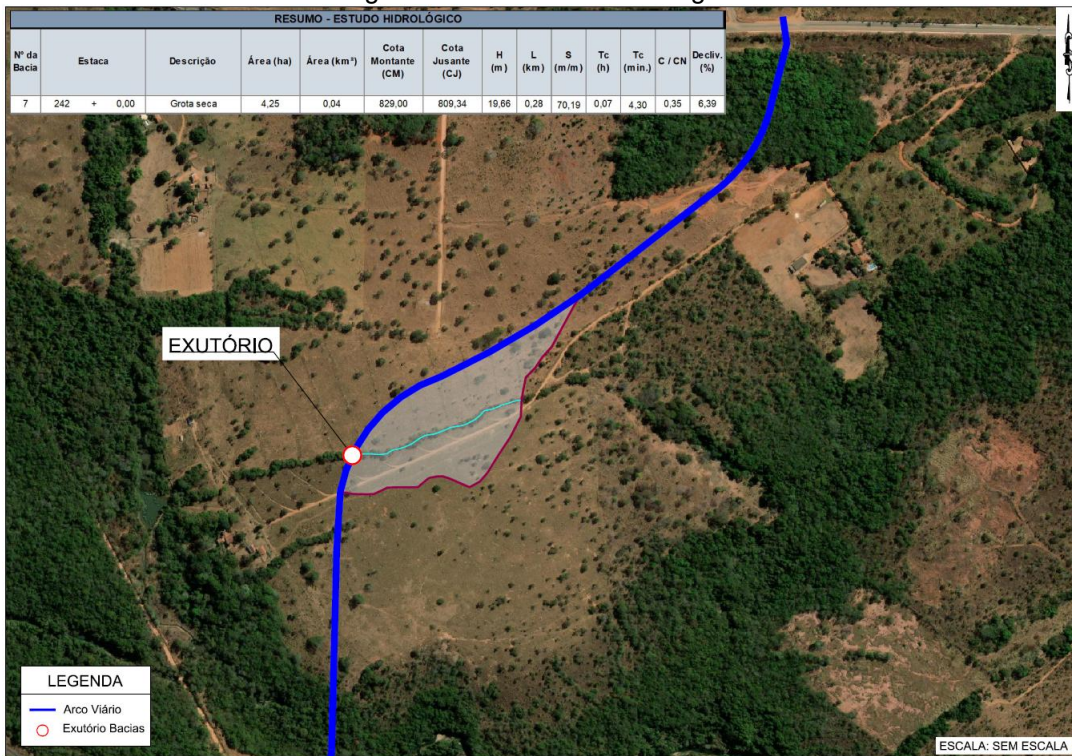 RESUMO - ESTUDO HIDROLÓGICO
Nº da Bacia Estaca Descrição Área (ha) Área (km²) Cota Montante (CM) Cota Jusante (CJ) H (m) L (km) S (m/m) Tc (h) Tc (min.) C / CN Decliv. (%)
7 242 + 0,00 Grota seca 4,25 0,04 829,00 809,34 19,66 0,28 70,19 0,07 4,30 0,35 6,39
EXUTÓRIO
LEGENDA
Arco Viário
Exutório Bacias
ESCALA: SEM ESCALA